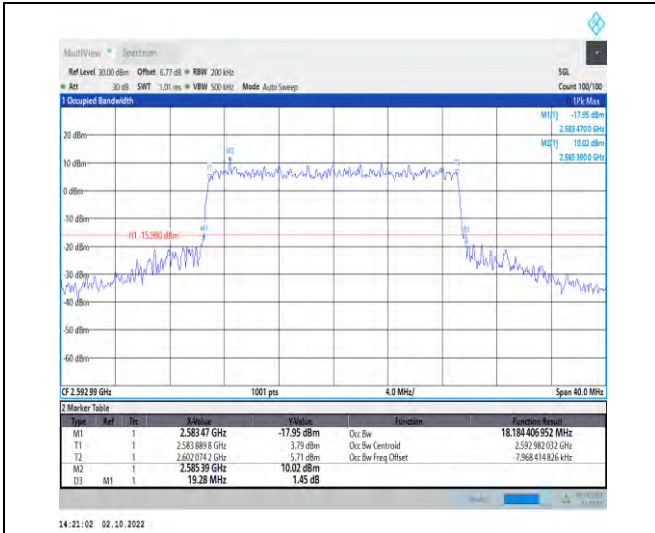 MultiView Spectrum
Ref Level 30.00 dBm Offset 6.77 dB RBW 200 kHz SGL
Att 30 dB SWT 1.01 ms VBW 500 kHz Mode Auto Sweep Count 100/100
1 Occupied Bandwidth 1Pk Max
M1[1] -17.95 dBm
2.583 470 0 GHz
M2[1] 10.02 dBm
2.585 390 0 GHz
20 dBm
M2
T1
T2
10 dBm
0 dBm
-10 dBm
M1
D3
H1 -15.980 dBm
-20 dBm
-30 dBm
-40 dBm
-50 dBm
-60 dBm
CF 2.592 99 GHz 1001 pts 4.0 MHz/ Span 40.0 MHz
2 Marker Table
Type Ref Trc X-Value Y-Value Function Function Result
M1 1 2.583 47 GHz -17.95 dBm Occ Bw 18.184 406 952 MHz
T1 1 2.583 889 8 GHz 3.79 dBm Occ Bw Centroid 2.592 982 032 GHz
T2 1 2.602 074 2 GHz 5.71 dBm Occ Bw Freq Offset -7.968 414 826 kHz
M2 1 2.585 39 GHz 10.02 dBm
D3 M1 1 19.28 MHz 1.45 dB
14:21:02 02.10.2022